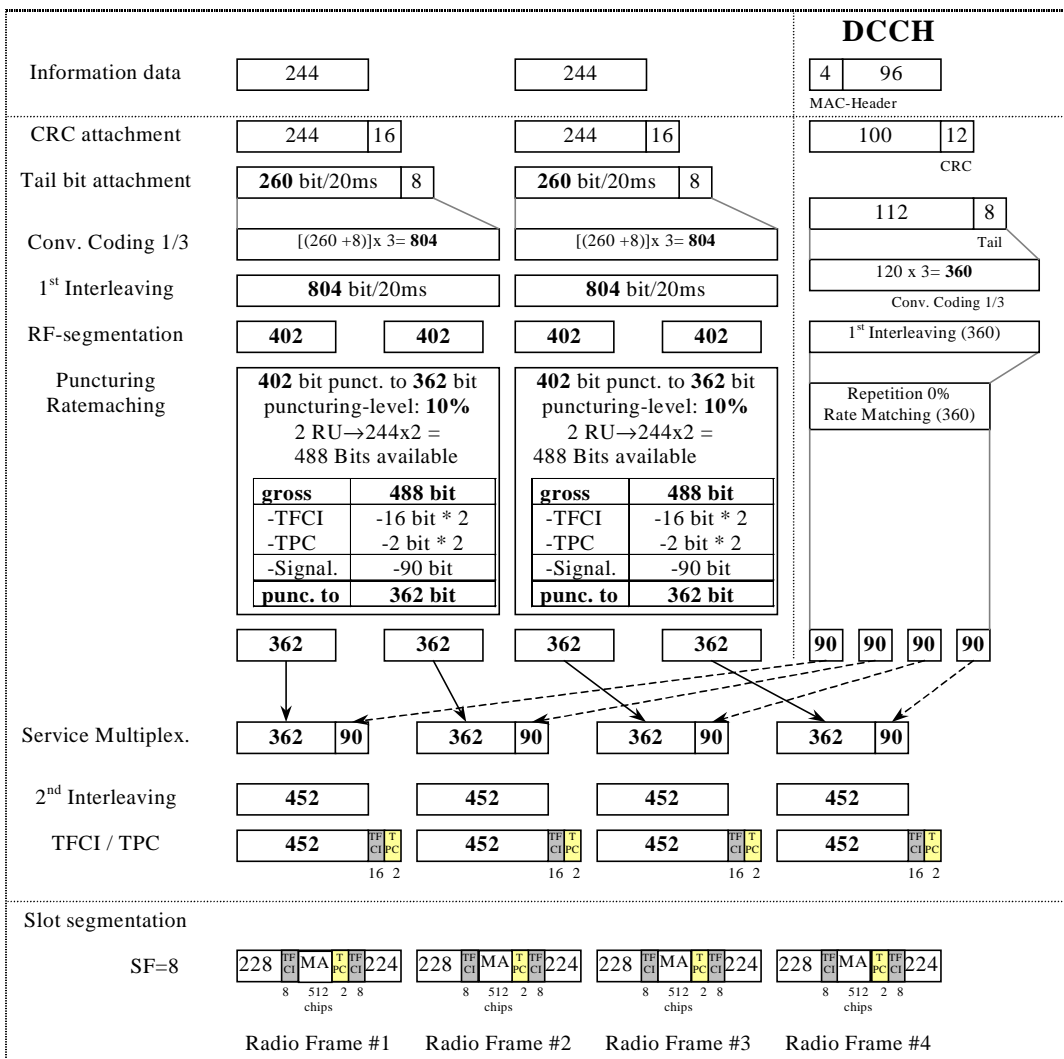 DCCH
Information data 244 244 4 96
MAC-Header
CRC attachment 244 16 244 16 100 12
CRC
Tail bit attachment 260 bit/20ms 8 260 bit/20ms 8
112 8
Tail
Conv. Coding 1/3 [(260 +8)]x 3= 804 [(260 +8)]x 3= 804
120 x 3= 360
Conv. Coding 1/3
1st Interleaving 804 bit/20ms 804 bit/20ms
RF-segmentation 402 402 402 402 1st Interleaving (360)
Puncturing
Ratemaching
402 bit punct. to 362 bit
puncturing-level: 10%
2 RU→244x2 =
488 Bits available
gross 488 bit
-TFCI -16 bit * 2
-TPC -2 bit * 2
-Signal. -90 bit
punc. to 362 bit
402 bit punct. to 362 bit
puncturing-level: 10%
2 RU→244x2 =
488 Bits available
gross 488 bit
-TFCI -16 bit * 2
-TPC -2 bit * 2
-Signal. -90 bit
punc. to 362 bit
Repetition 0%
Rate Matching (360)
362 362 362 362 90 90 90 90
Service Multiplex. 362 90 362 90 362 90 362 90
2nd Interleaving 452 452 452 452
TFCI / TPC 452 TF CI T PC 452 TF CI T PC 452 TF CI T PC 452 TF CI T PC
16 2 16 2 16 2 16 2
Slot segmentation
SF=8 228 TF CI MA T PC TF CI 224 228 TF CI MA T PC TF CI 224 228 TF CI MA T PC TF CI 224 228 TF CI MA T PC TF CI 224
8 512 2 8 8 512 2 8 8 512 2 8 8 512 2 8
chips chips chips chips
Radio Frame #1 Radio Frame #2 Radio Frame #3 Radio Frame #4